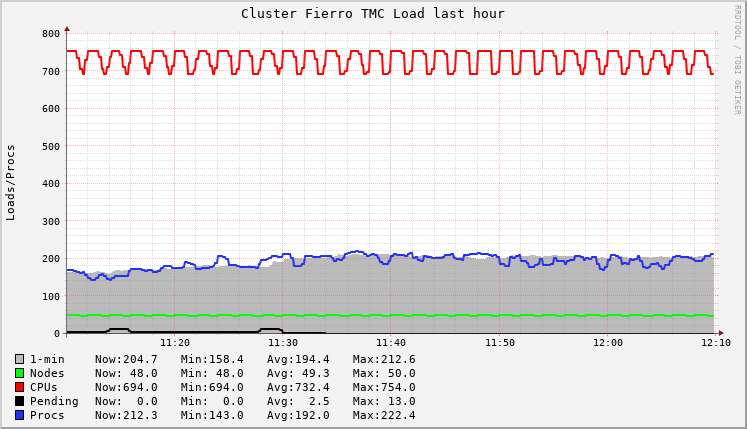 Cluster Fierro TMC Load last hour
RRDTOOL / TOBI OETIKER
Loads/Procs
800
700
600
500
400
300
200
100
0
11:20 11:30 11:40 11:50 12:00 12:10
1-min Now:204.7 Min:158.4 Avg:194.4 Max:212.6
Nodes Now: 48.0 Min: 48.0 Avg: 49.3 Max: 50.0
CPUs Now:694.0 Min:694.0 Avg:732.4 Max:754.0
Pending Now: 0.0 Min: 0.0 Avg: 2.5 Max: 13.0
Procs Now:212.3 Min:143.0 Avg:192.0 Max:222.4